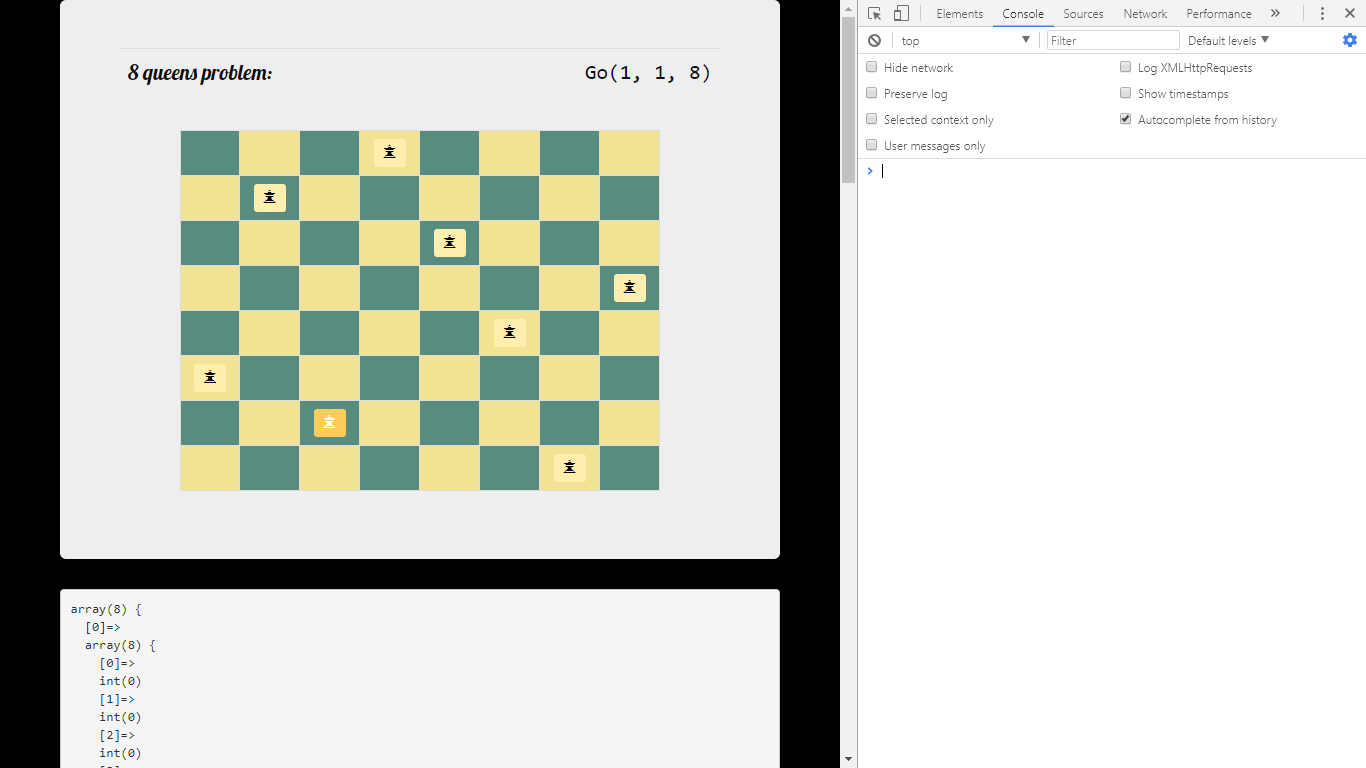 8 queens problem:
Go(1, 1, 8)
array(8) {
[0]=>
array(8) {
[0]=>
int(0)
[1]=>
int(0)
[2]=>
int(0)
Elements Console Sources Network Performance »
top Filter Default levels
Hide network
Log XMLHttpRequests
Preserve log
Show timestamps
Selected context only
Autocomplete from history
User messages only